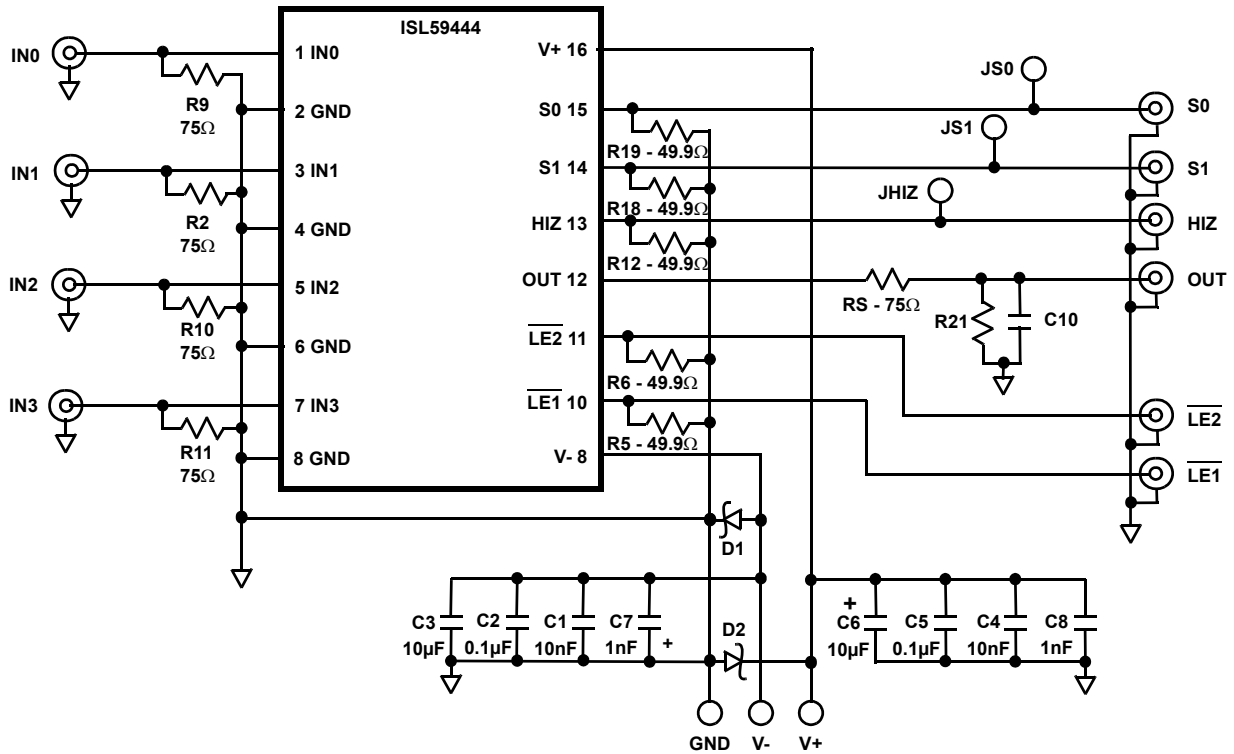 ISL59444
IN0
1 IN0
V+ 16
R9
75Ω
2 GND
S0 15
JS0
S0
R19 - 49.9Ω
JS1
IN1
3 IN1
S1 14
S1
R2
75Ω
R18 - 49.9Ω
JHIZ
4 GND
HIZ 13
HIZ
R12 - 49.9Ω
IN2
5 IN2
OUT 12
OUT
RS - 75Ω
R10
75Ω
R21
C10
6 GND
LE2 11
R6 - 49.9Ω
IN3
7 IN3
LE1 10
LE2
R11
75Ω
R5 - 49.9Ω
8 GND
V- 8
LE1
D1
C3
10µF
C2
0.1µF
C1
10nF
C7
1nF
+
D2
+
C6
10µF
C5
0.1µF
C4
10nF
C8
1nF
GND V- V+